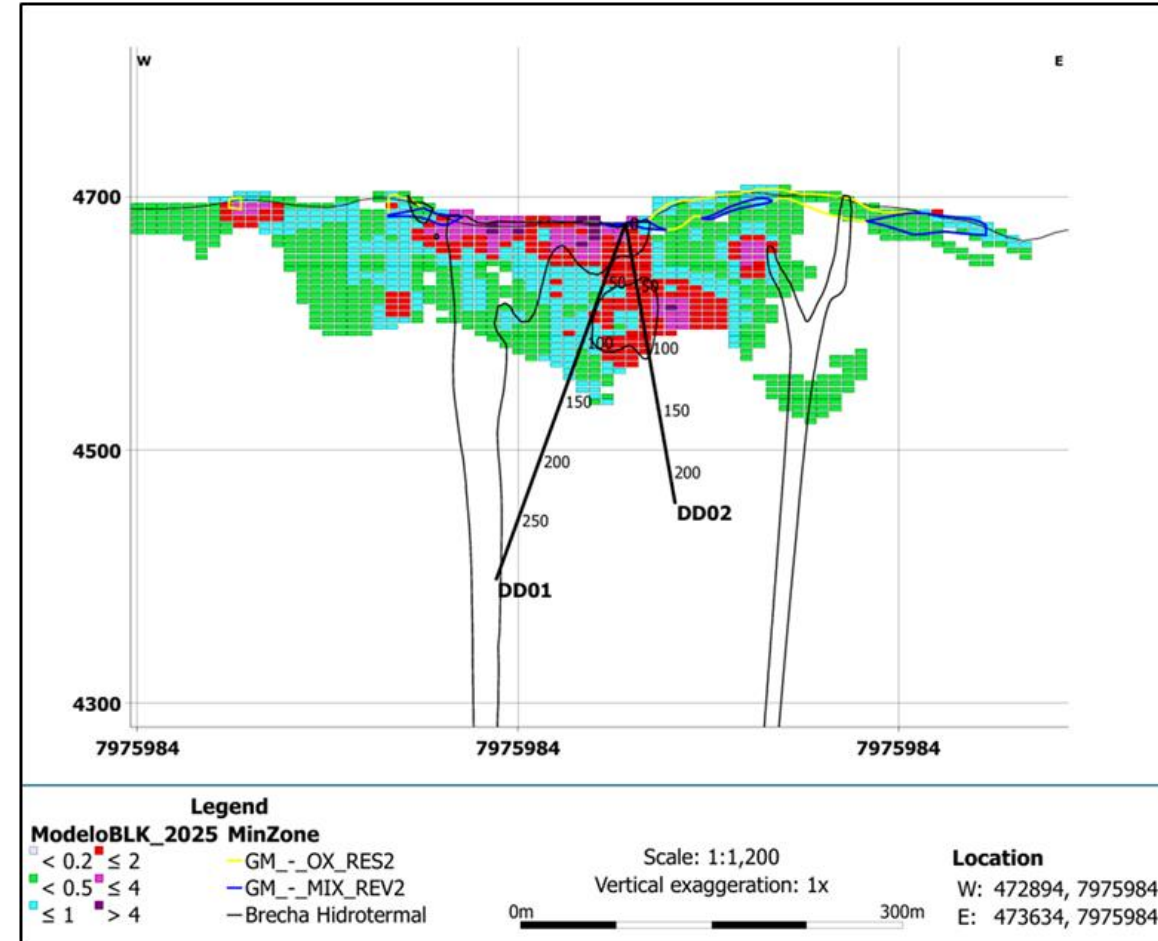 W E
4700
0
50 50
100 100
150 150
4500
200 200
DD02
250
DD01
4300
7975984 7975984 7975984
Legend
ModeloBLK_2025 MinZone
< 0.2 ≤ 2 GM_-_OX_RES2
< 0.5 ≤ 4 GM_-_MIX_REV2
≤ 1 > 4 Brecha Hidrotermal
Scale: 1:1,200
Vertical exaggeration: 1x
0m 300m
Location
W: 472894, 7975984
E: 473634, 7975984